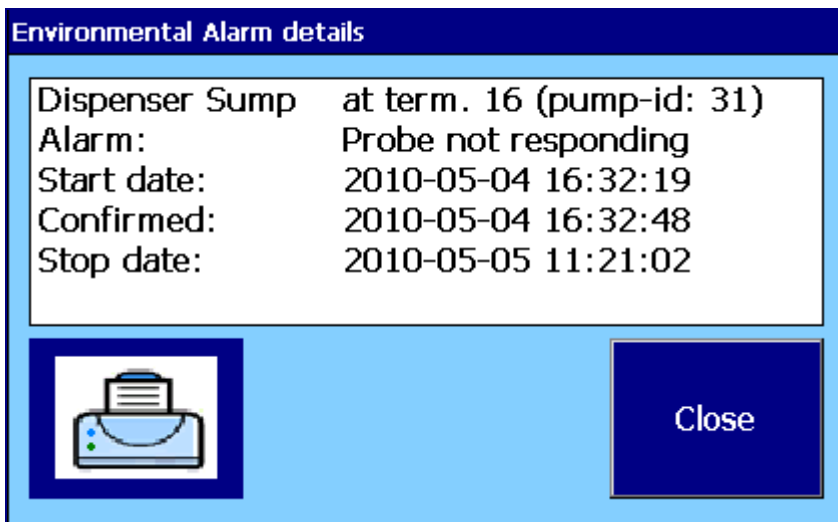 Environmental Alarm details
Dispenser Sump at term. 16 (pump-id: 31)
Alarm: Probe not responding
Start date: 2010-05-04 16:32:19
Confirmed: 2010-05-04 16:32:48
Stop date: 2010-05-05 11:21:02
Close